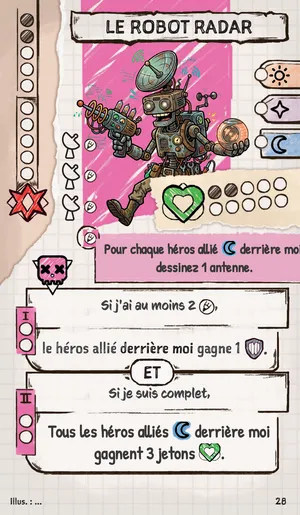 LE ROBOT RADAR
Pour chaque héros allié derrière moi
dessinez 1 antenne.
Si j'ai au moins 2 ,
I
le héros allié derrière moi gagne 1 .
ET
Si je suis complet,
II
Tous les héros alliés derrière moi
gagnent 3 jetons .
Illus. : ...
28